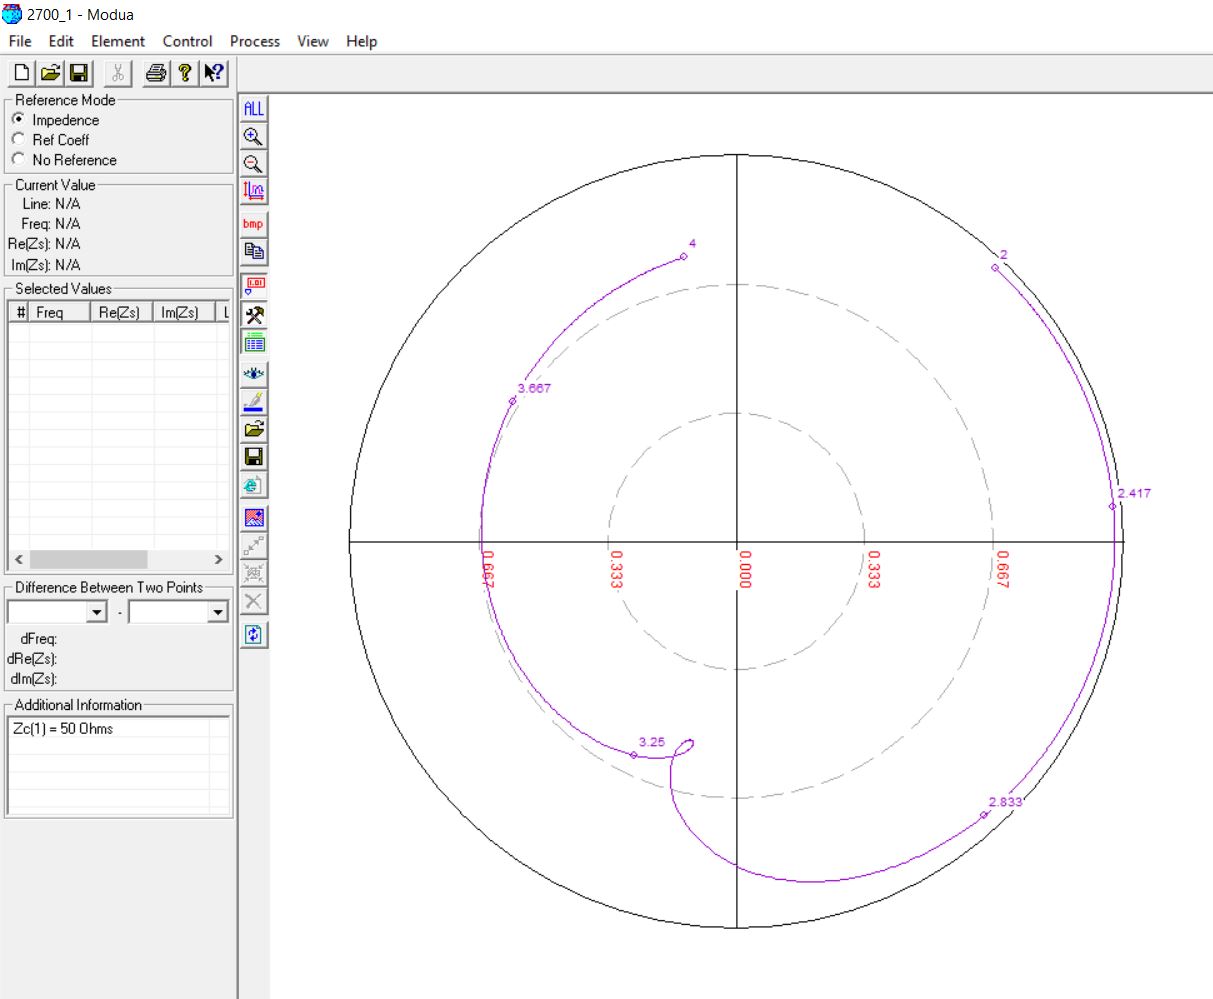 2700_1 - Modua
File Edit Element Control Process View Help
Reference Mode
Impedence
Ref Coeff
No Reference
Current Value
Line: N/A
Freq: N/A
Re(Zs): N/A
Im(Zs): N/A
Selected Values
# Freq Re(Zs) Im(Zs) L
Difference Between Two Points
-
dFreq:
dRe(Zs):
dIm(Zs):
Additional Information
Zc(1) = 50 Ohms
ALL
bmp
1.01
4
2
3.667
2.417
0.667 0.333 0.000 0.333 0.667
3.25
2.833